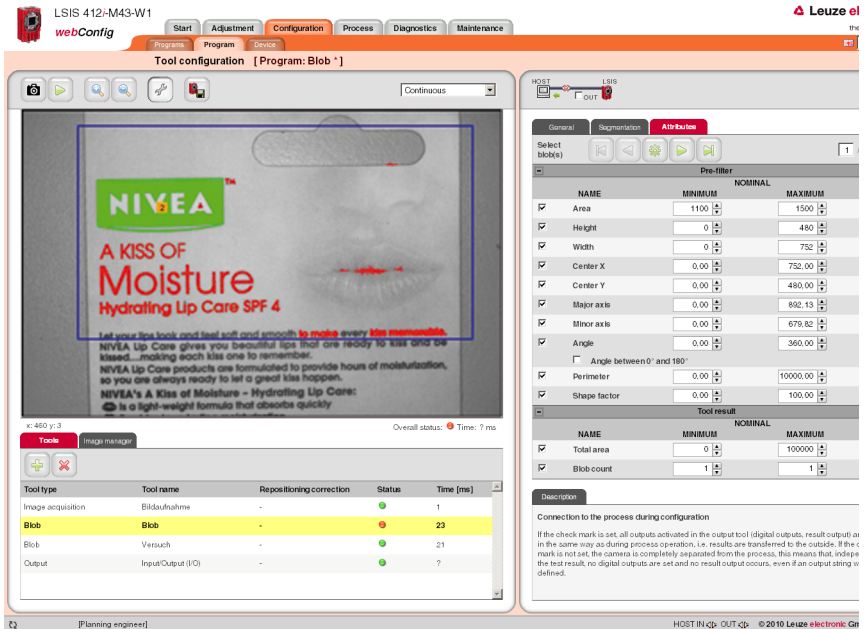 LSIS 412i-M43-W1
Leuze el
webConfig
the
Start Adjustment Configuration Process Diagnostics Maintenance
Programs Program Device
Tool configuration [ Program: Blob * ]
Continuous
HOST LSIS
OUT
NIVEA
TM
2
A KISS OF
Moisture
Hydrating Lip Care SPF 4
Let your lips look and feel soft and smooth to make every kiss memorable.
NIVEA Lip Care gives you beautiful lips that are ready to kiss and be
kissed...making each kiss one to remember.
NIVEA Lip Care products are formulated to provide hours of moisturization,
so you are always ready to let a great kiss happen.
NIVEA's A Kiss of Moisture - Hydrating Lip Care:
is a light-weight formula that absorbs quickly
x: 460 y: 3
Overall status: Time: ? ms
Tools Image manager
Tool type Tool name Repositioning correction Status Time [ms]
Image acquisition Bildaufnahme - 1
Blob Blob - 23
Blob Versuch - 21
Output Input/Output (I/O) - ?
General Segmentation Attributes
Select
blob(s)
1 /
Pre-filter
NOMINAL
NAME MINIMUM MAXIMUM
Area 1100 1500
Height 0 480
Width 0 752
Center X 0,00 752,00
Center Y 0,00 480,00
Major axis 0,00 892,13
Minor axis 0,00 679,82
Angle 0,00 360,00
Angle between 0° and 180°
Perimeter 0,00 10000,00
Shape factor 0,00 100,00
Tool result
NOMINAL
NAME MINIMUM MAXIMUM
Total area 0 100000
Blob count 1 1
Description
Connection to the process during configuration
If the check mark is set, all outputs activated in the output tool (digital outputs, result output) ar
in the same way as during process operation, i.e. results are transferred to the outside. If the c
mark is not set, the camera is completely separated from the process, this means that, indepe
the test result, no digital outputs are set and no result output occurs, even if an output string w
defined.
[Planning engineer]
HOST IN OUT © 2010 Leuze electronic Gm